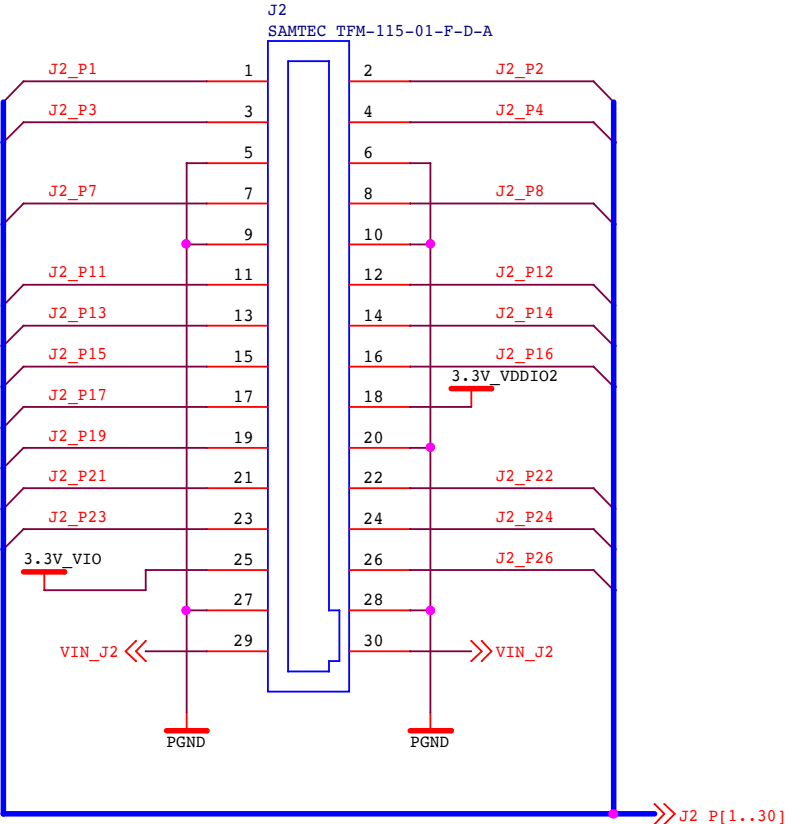 J2
SAMTEC TFM-115-01-F-D-A
J2_P1 1 2 J2_P2
J2_P3 3 4 J2_P4
5 6
J2_P7 7 8 J2_P8
9 10
J2_P11 11 12 J2_P12
J2_P13 13 14 J2_P14
J2_P15 15 16 J2_P16
3.3V_VDDIO2
J2_P17 17 18
J2_P19 19 20
J2_P21 21 22 J2_P22
J2_P23 23 24 J2_P24
3.3V_VIO 25 26 J2_P26
27 28
VIN_J2 29 30 VIN_J2
PGND PGND
J2_P[1..30]